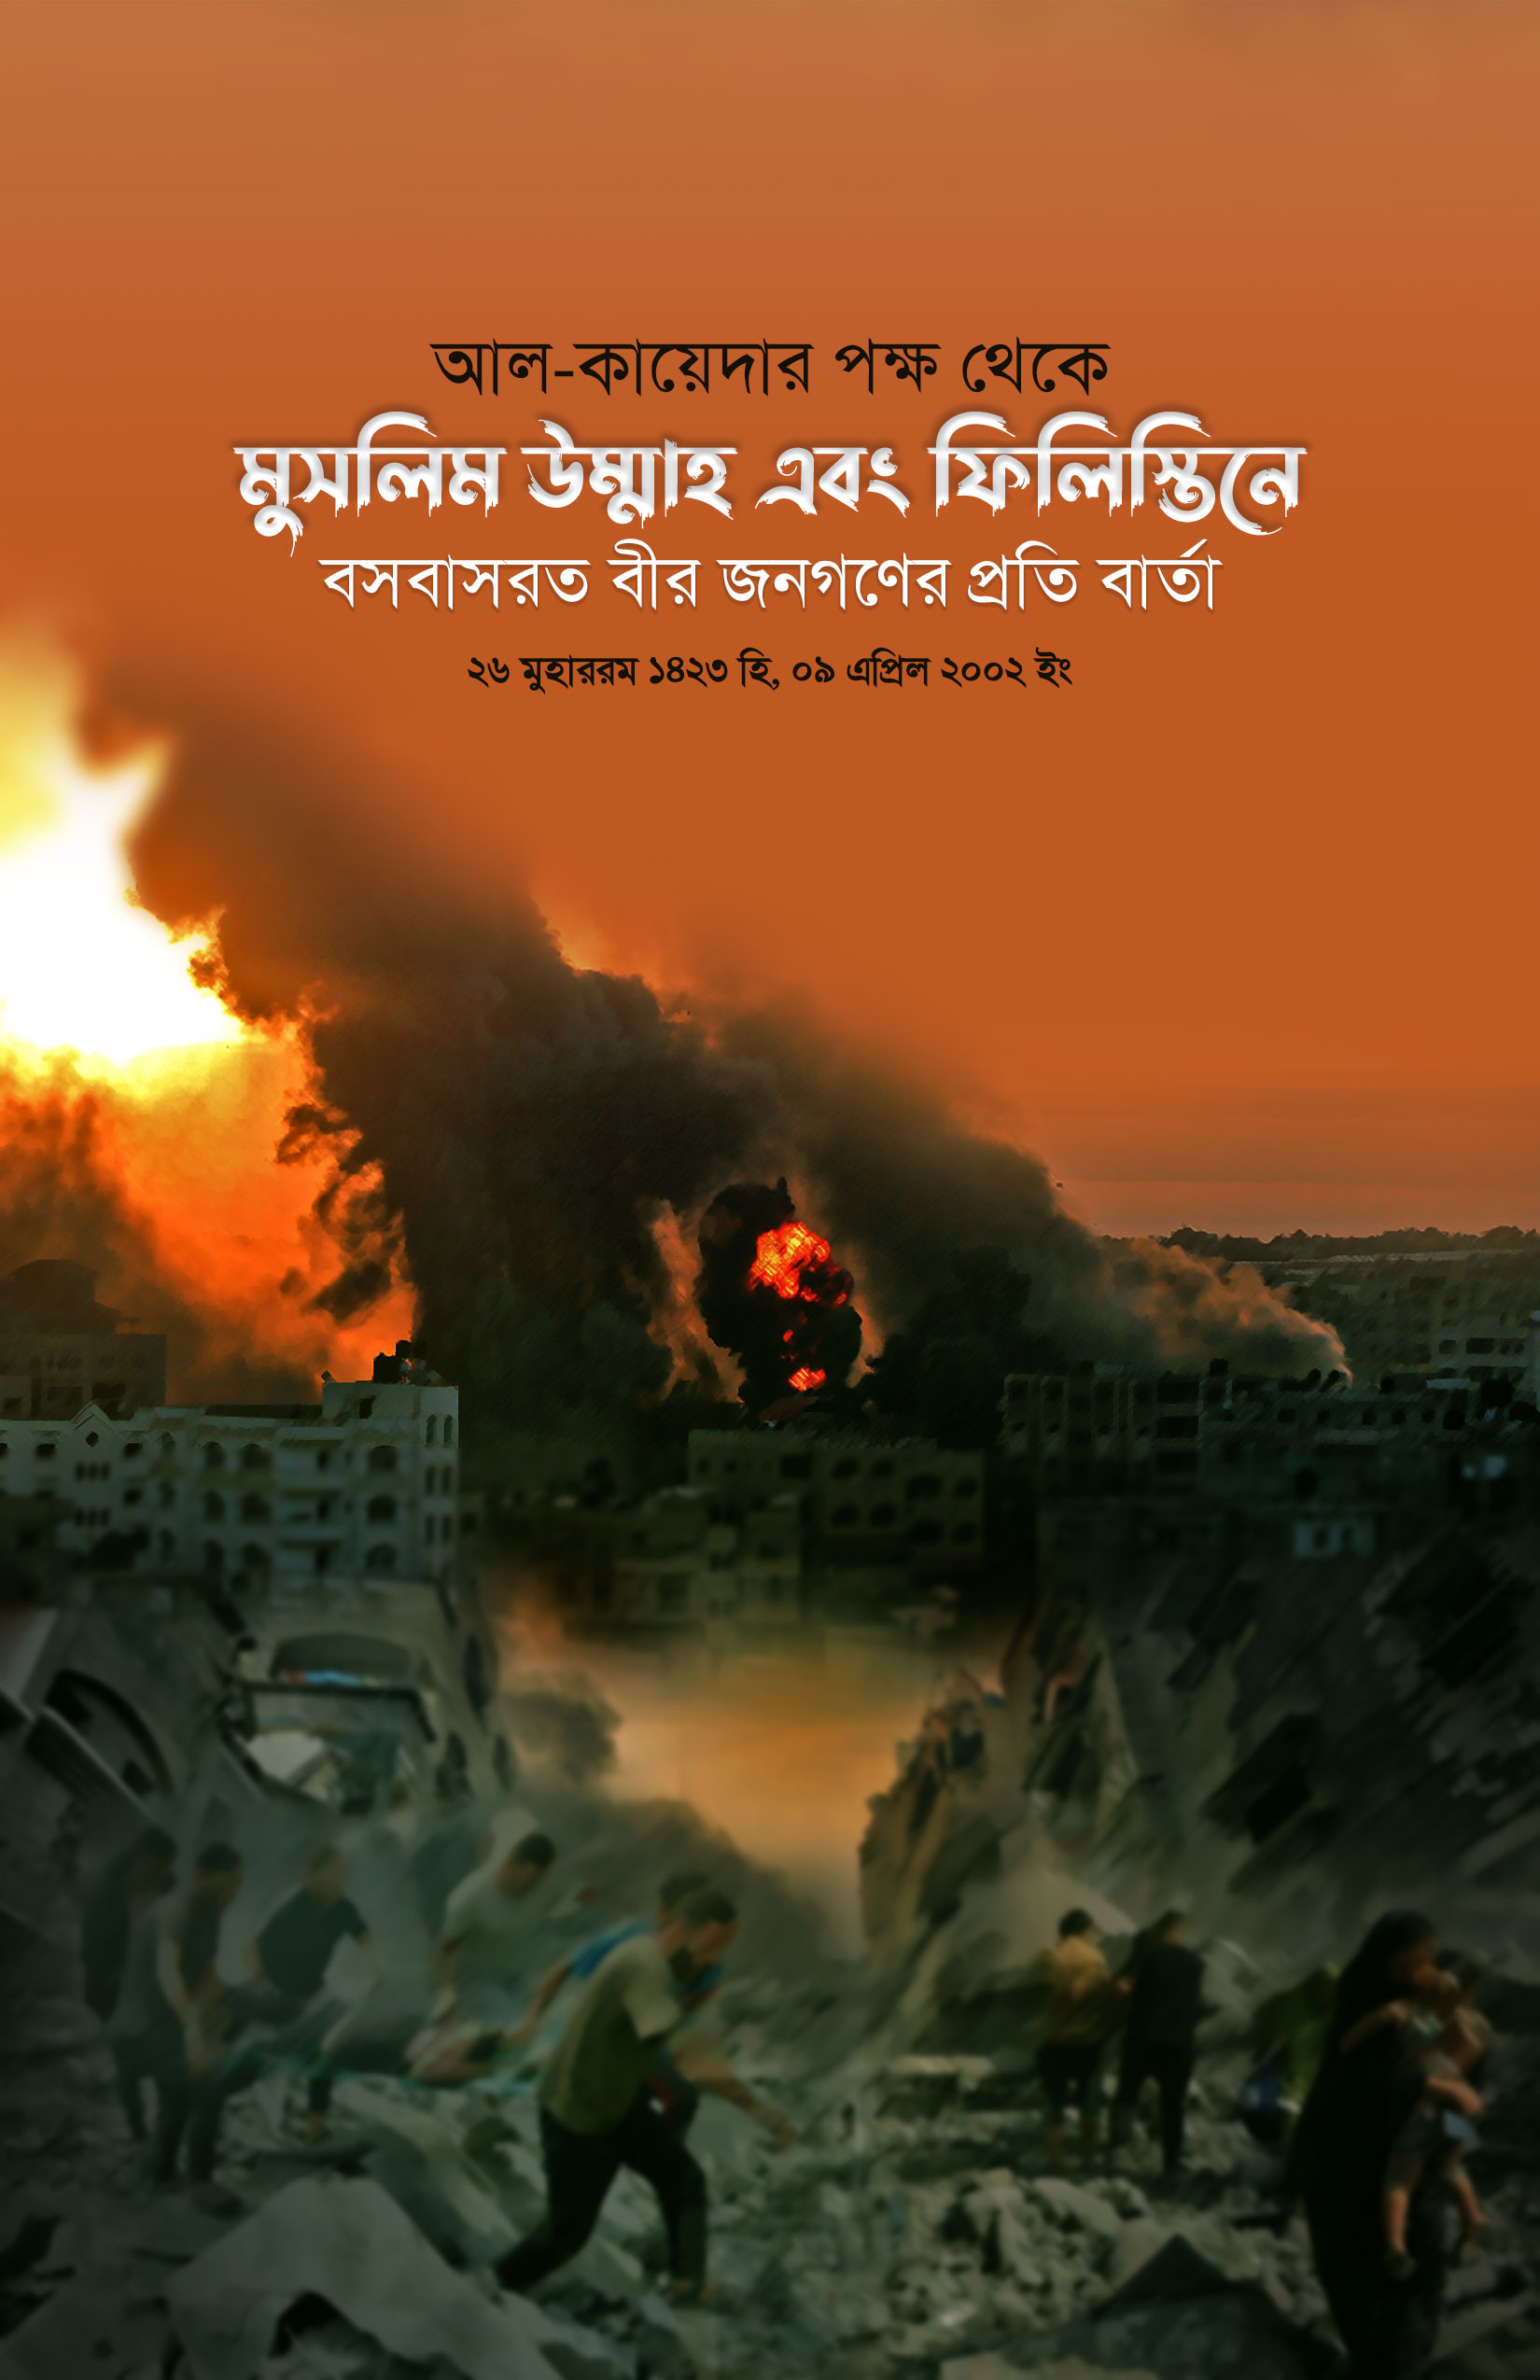 আল-কায়েদার পক্ষ থেকে
মুসলিম উম্মাহ এবং ফিলিস্তিনে
বসবাসরত বীর জনগণের প্রতি বার্তা
২৬ মুহাররম ১৪২৩ হি, ০৯ এপ্রিল ২০০২ ইং